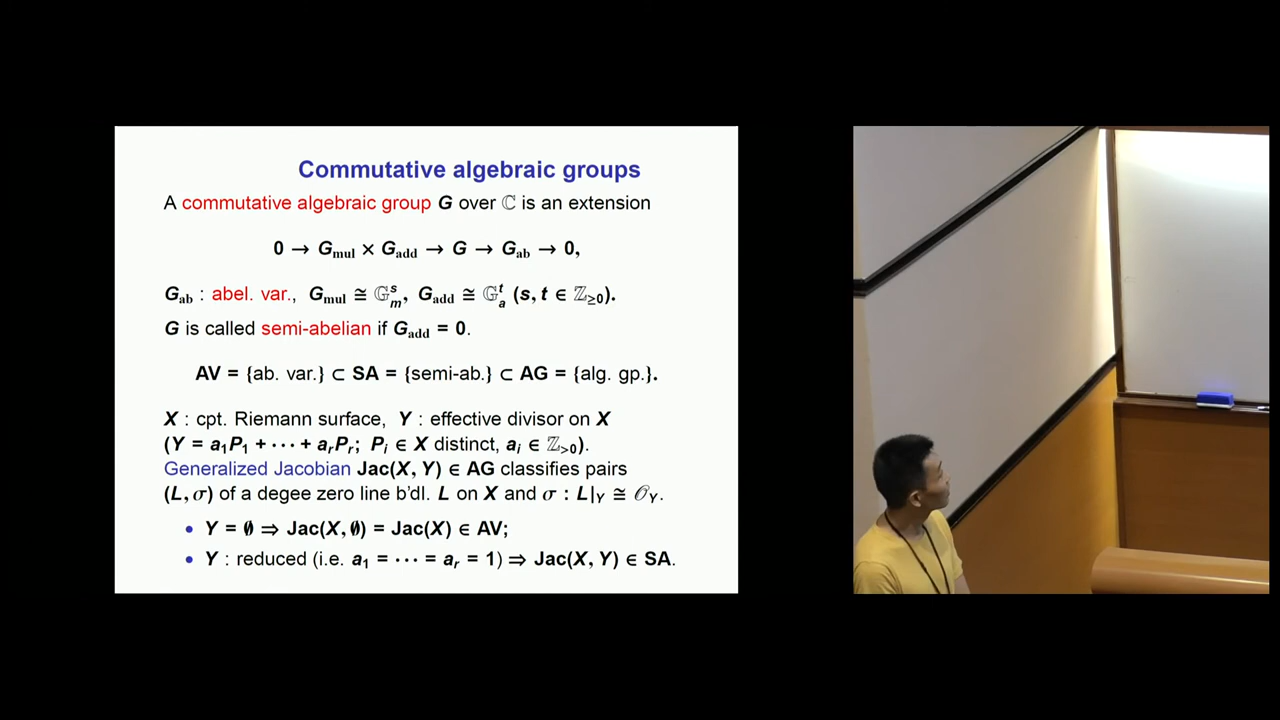 Commutative algebraic groups
A commutative algebraic group G over ℂ is an extension
0 → G_mul × G_add → G → G_ab → 0,
G_ab : abel. var., G_mul ≅ 𝔾_m^s, G_add ≅ 𝔾_a^t (s, t ∈ ℤ_≥0).
G is called semi-abelian if G_add = 0.
AV = {ab. var.} ⊂ SA = {semi-ab.} ⊂ AG = {alg. gp.}.
X : cpt. Riemann surface, Y : effective divisor on X
(Y = a_1P_1 + ··· + a_rP_r; P_i ∈ X distinct, a_i ∈ ℤ_>0).
Generalized Jacobian Jac(X, Y) ∈ AG classifies pairs
(L, σ) of a degee zero line b'dl. L on X and σ : L|_Y ≅ 𝒪_Y.
• Y = ∅ ⇒ Jac(X, ∅) = Jac(X) ∈ AV;
• Y : reduced (i.e. a_1 = ··· = a_r = 1) ⇒ Jac(X, Y) ∈ SA.